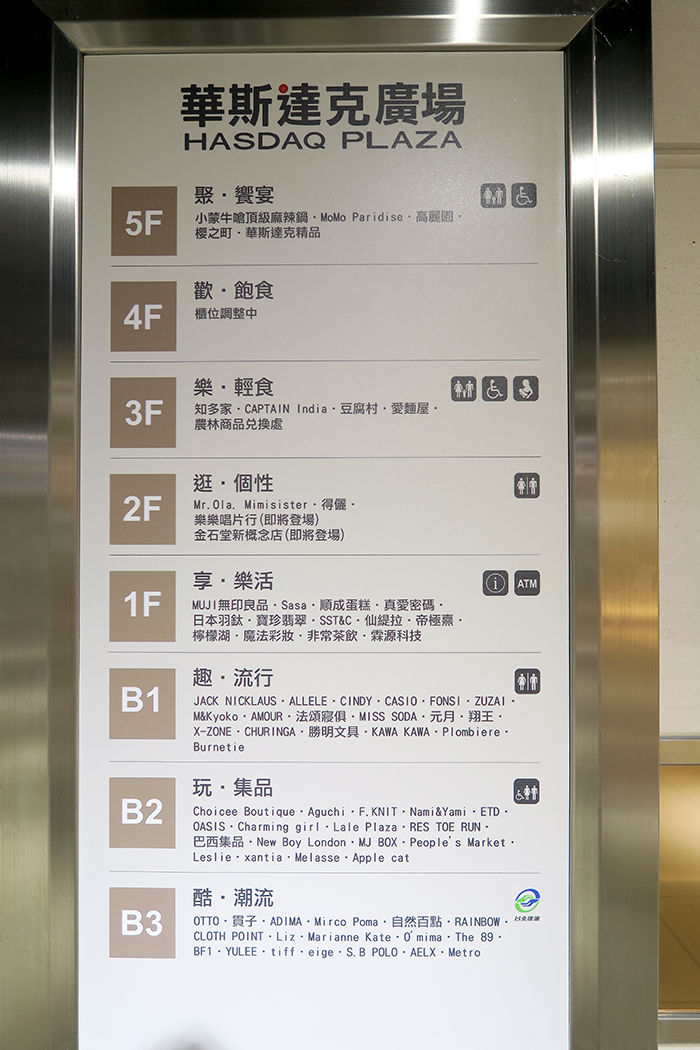 華斯達克廣場
HASDAQ PLAZA
5F
聚・饗宴
小蒙牛嗆頂級麻辣鍋・MoMo Paridise・高麗園・
櫻之町・華斯達克精品
4F
歡・飽食
櫃位調整中
3F
樂・輕食
知多家・CAPTAIN India・豆腐村・愛麵屋・
農林商品兌換處
2F
逛・個性
Mr.Ola. Mimisister・得儷・
樂樂唱片行(即將登場)
金石堂新概念店(即將登場)
1F
享・樂活
ATM
MUJI無印良品・Sasa・順成蛋糕・真愛密碼・
日本羽鈦・寶珍翡翠・SST&C・仙緹拉・帝極熹・
檸檬湖・魔法彩妝・非常茶飲・霖源科技
B1
趣・流行
JACK NICKLAUS・ALLELE・CINDY・CASIO・FONSI・ZUZAI・
M&Kyoko・AMOUR・法頌寢俱・MISS SODA・元月・翔王・
X-ZONE・CHURINGA・勝明文具・KAWA KAWA・Plombiere・
Burnetie
B2
玩・集品
Choicee Boutique・Aguchi・F.KNIT・Nami&Yami・ETD・
OASIS・Charming girl・Lale Plaza・RES TOE RUN・
巴西集品・New Boy London・MJ BOX・People's Market・
Leslie・xantia・Melasse・Apple cat
B3
酷・潮流
台北捷運
OTTO・貫子・ADIMA・Mirco Poma・自然百點・RAINBOW・
CLOTH POINT・Liz・Marianne Kate・O'mima・The 89・
BF1・YULEE・tiff・eige・S.B POLO・AELX・Metro